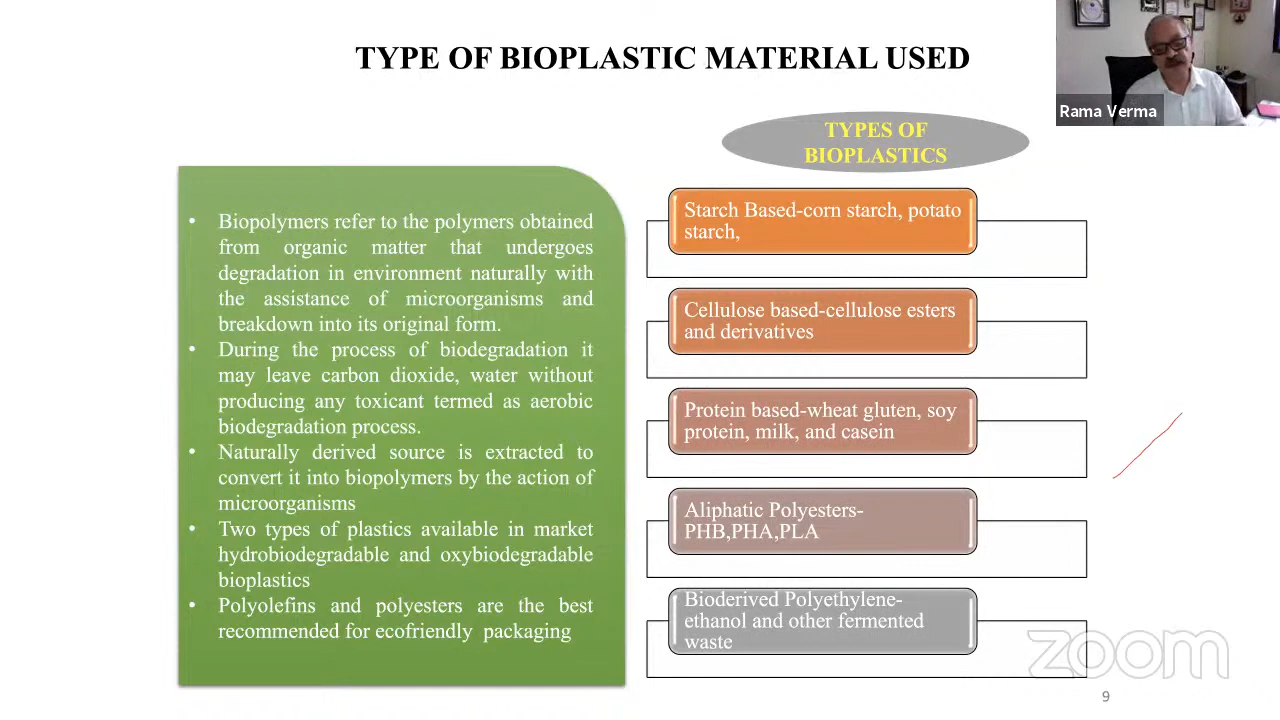 TYPE OF BIOPLASTIC MATERIAL USED
Rama Verma
• Biopolymers refer to the polymers obtained
from organic matter that undergoes
degradation in environment naturally with
the assistance of microorganisms and
breakdown into its original form.
• During the process of biodegradation it
may leave carbon dioxide, water without
producing any toxicant termed as aerobic
biodegradation process.
• Naturally derived source is extracted to
convert it into biopolymers by the action of
microorganisms
• Two types of plastics available in market
hydrobiodegradable and oxybiodegradable
bioplastics
• Polyolefins and polyesters are the best
recommended for ecofriendly packaging
TYPES OF
BIOPLASTICS
Starch Based-corn starch, potato
starch,
Cellulose based-cellulose esters
and derivatives
Protein based-wheat gluten, soy
protein, milk, and casein
Aliphatic Polyesters-
PHB,PHA,PLA
Bioderived Polyethylene-
ethanol and other fermented
waste
zoom
9